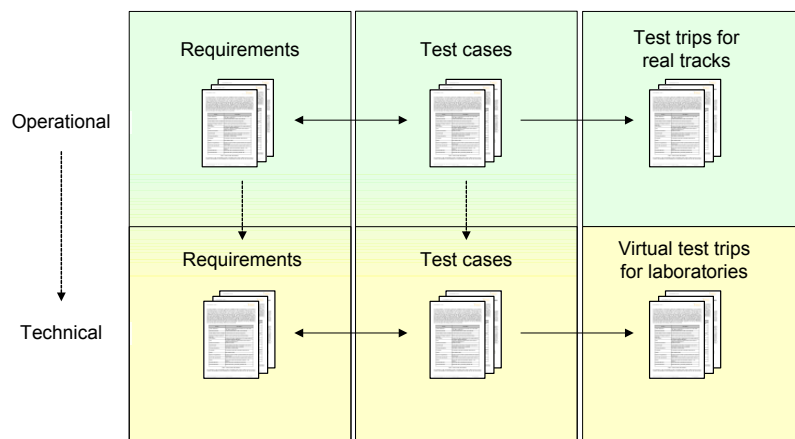 Requirements
Test cases
Test trips for
real tracks
Operational
Requirements
Test cases
Virtual test trips
for laboratories
Technical